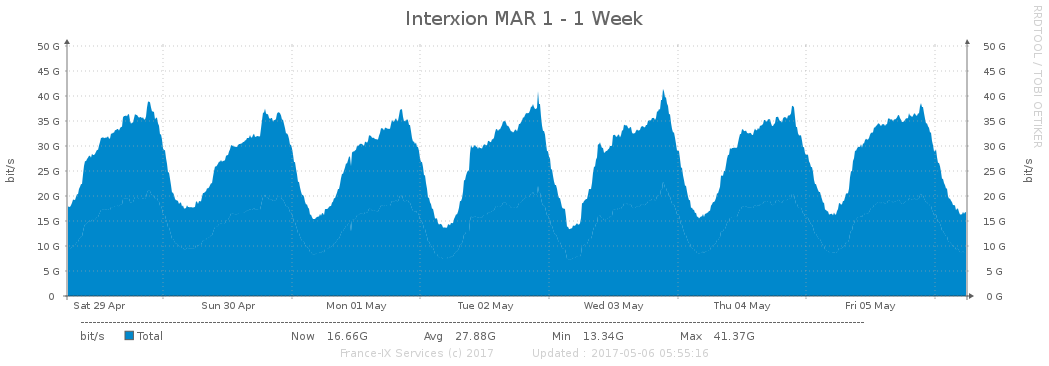 Interxion MAR 1 - 1 Week
RRDTOOL / TOBI OETIKER
50 G 50 G
45 G 45 G
40 G 40 G
35 G 35 G
30 G 30 G
25 G 25 G
20 G 20 G
15 G 15 G
10 G 10 G
5 G 5 G
0 0 G
bit/s bit/s
Sat 29 Apr Sun 30 Apr Mon 01 May Tue 02 May Wed 03 May Thu 04 May Fri 05 May
bit/s Total Now 16.66G Avg 27.88G Min 13.34G Max 41.37G
France-IX Services (c) 2017 Updated : 2017-05-06 05:55:16